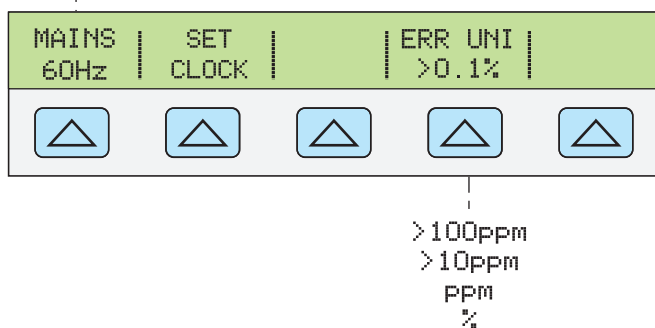 MAINS SET ERR UNI
60Hz CLOCK >0.1%
>100ppm
>10ppm
ppm
%